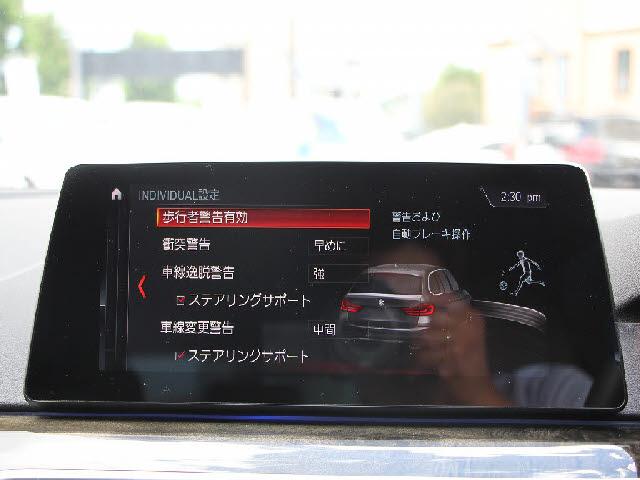 INDIVIDUAL設定
2:30 pm
歩行者警告有効
衝突警告 早めに
車線逸脱警告 強
ステアリングサポート
車線変更警告 中間
ステアリングサポート
警告および
自動ブレーキ操作